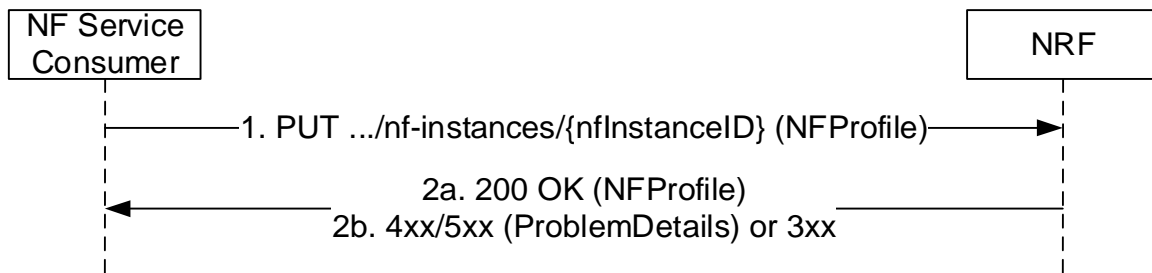 NF Service
Consumer
NRF
1. PUT .../nf-instances/{nfInstanceID} (NFProfile)
2a. 200 OK (NFProfile)
2b. 4xx/5xx (ProblemDetails) or 3xx